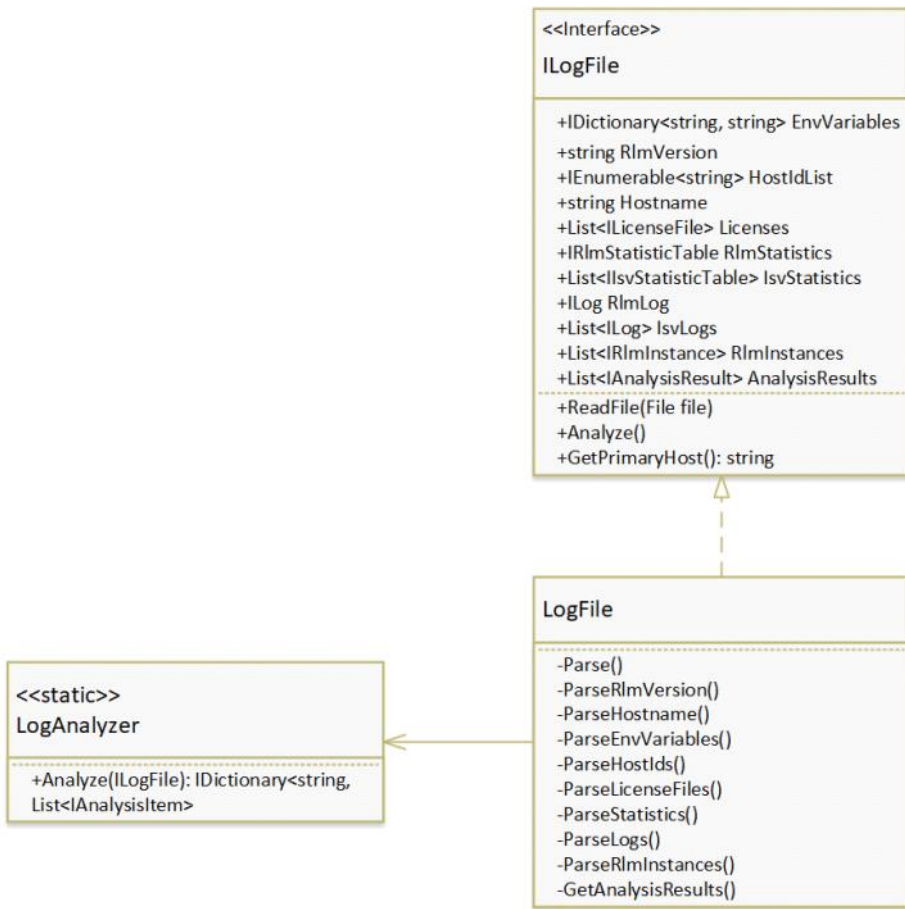 <<Interface>>
ILogFile
+IDictionary<string, string> EnvVariables
+string RlmVersion
+IEnumerable<string> HostIdList
+string Hostname
+List<ILicenseFile> Licenses
+IRlmStatisticTable RlmStatistics
+List<IIsvStatisticTable> IsvStatistics
+ILog RlmLog
+List<ILog> IsvLogs
+List<IRlmInstance> RlmInstances
+List<IAnalysisResult> AnalysisResults
+ReadFile(File file)
+Analyze()
+GetPrimaryHost(): string
LogFile
-Parse()
-ParseRlmVersion()
-ParseHostname()
-ParseEnvVariables()
-ParseHostIds()
-ParseLicenseFiles()
-ParseStatistics()
-ParseLogs()
-ParseRlmInstances()
-GetAnalysisResults()
<<static>>
LogAnalyzer
+Analyze(ILogFile): IDictionary<string,
List<IAnalysisItem>